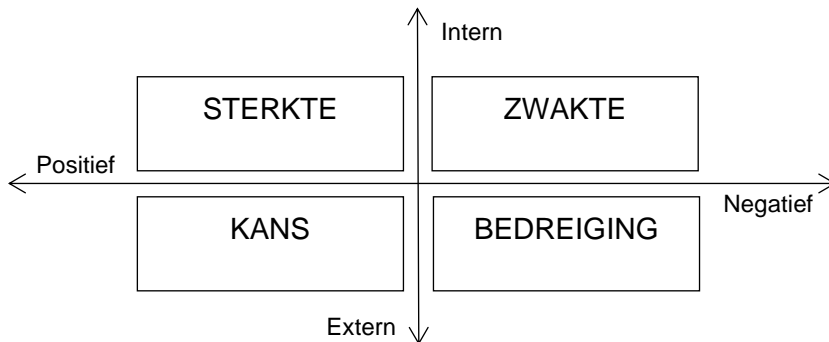 Intern
STERKTE ZWAKTE
Positief
Negatief
KANS BEDREIGING
Extern